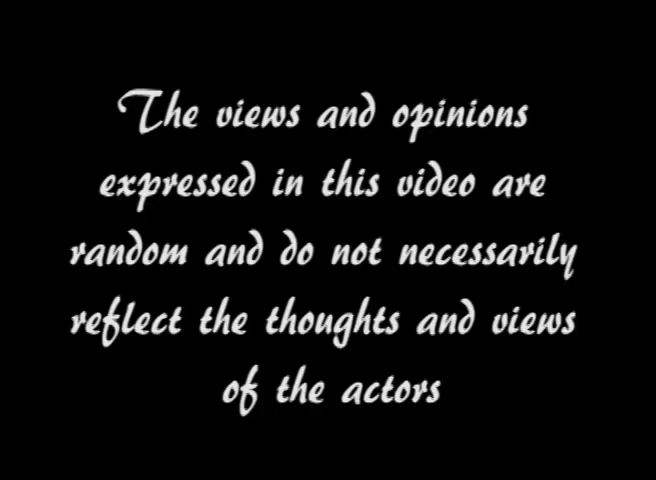 The views and opinions
expressed in this video are
random and do not necessarily
reflect the thoughts and views
of the actors